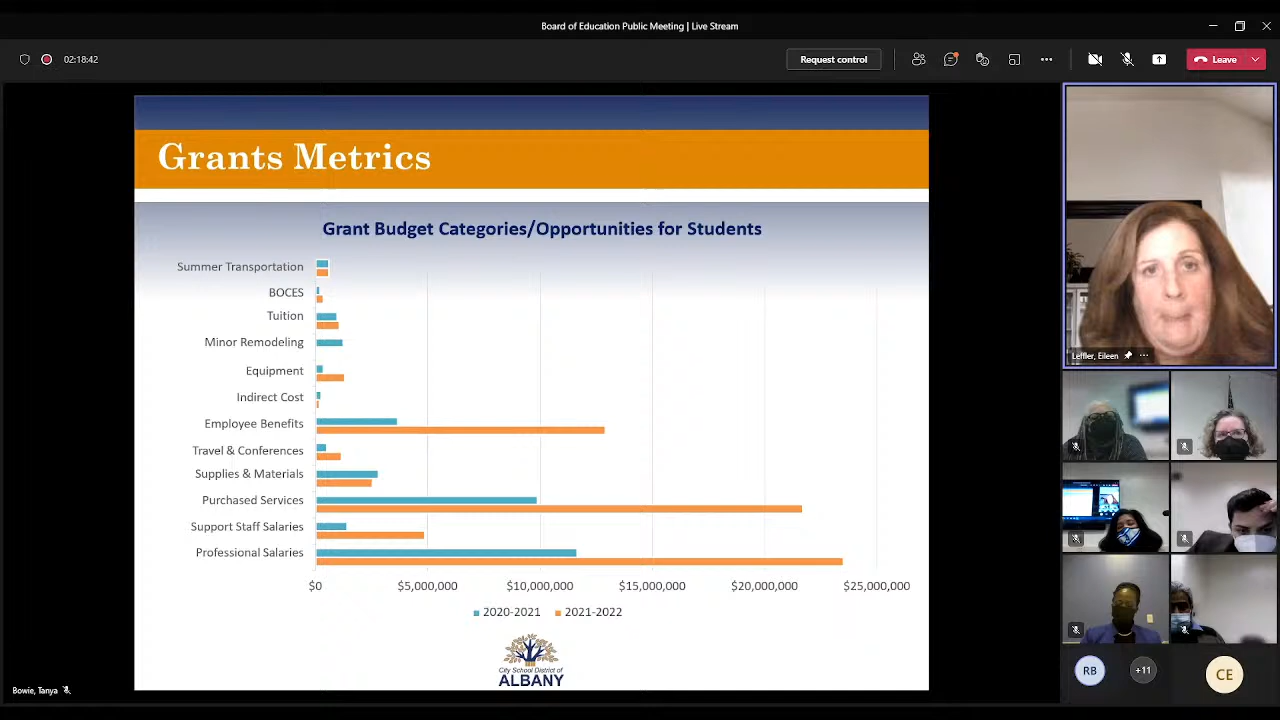 Board of Education Public Meeting | Live Stream
02:18:42
Request control
Leave
Grants Metrics
Grant Budget Categories/Opportunities for Students
Summer Transportation
BOCES
Tuition
Minor Remodeling
Equipment
Indirect Cost
Employee Benefits
Travel & Conferences
Supplies & Materials
Purchased Services
Support Staff Salaries
Professional Salaries
$0 $5,000,000 $10,000,000 $15,000,000 $20,000,000 $25,000,000
2020-2021 2021-2022
City School District of
ALBANY
Bowie, Tanya
Leffler, Eileen
RB
+11
CE